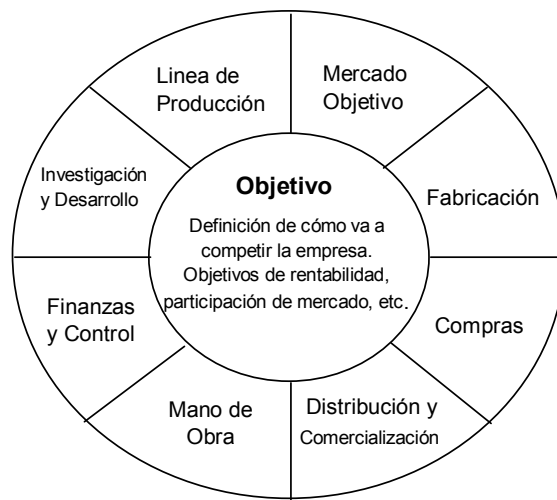 Linea de
Producción
Mercado
Objetivo
Investigación
y Desarrollo
Objetivo
Definición de cómo va a
competir la empresa.
Objetivos de rentabilidad,
participación de mercado, etc.
Fabricación
Finanzas
y Control
Compras
Mano de
Obra
Distribución y
Comercialización